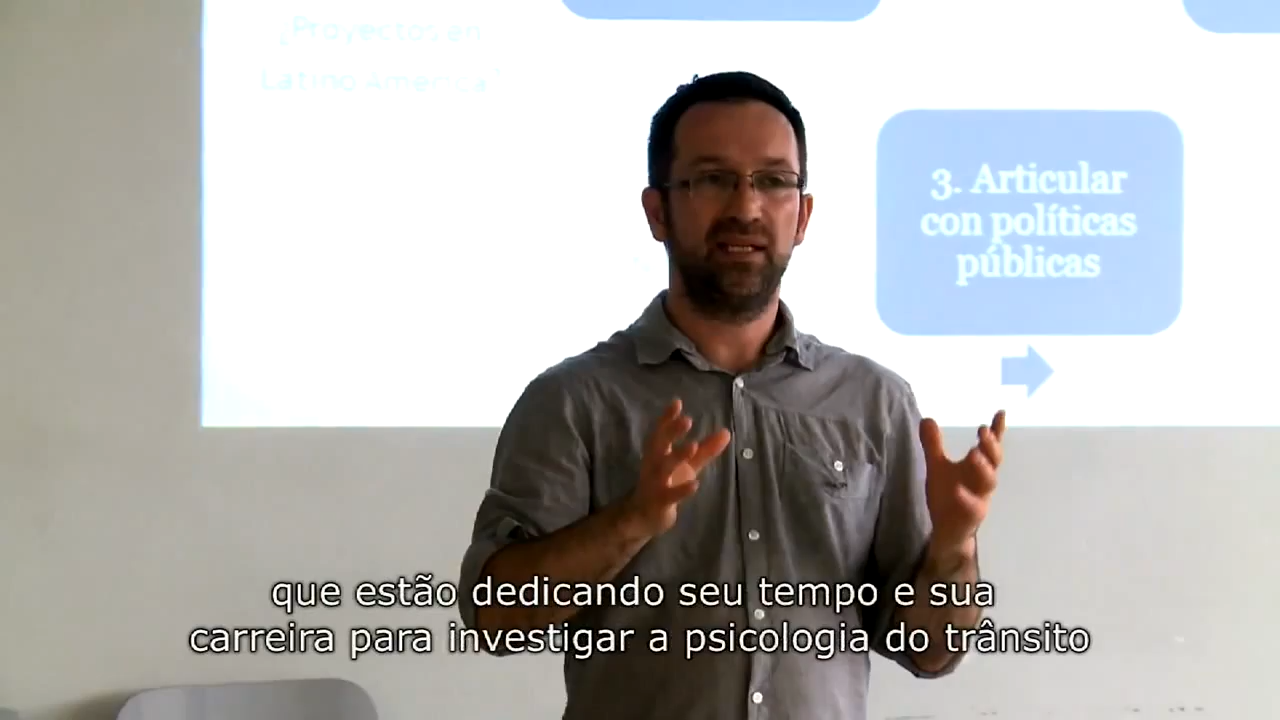 ¿Proyectos en
Latino América?
3. Articular
con políticas
públicas
que estão dedicando seu tempo e sua
carreira para investigar a psicologia do trânsito